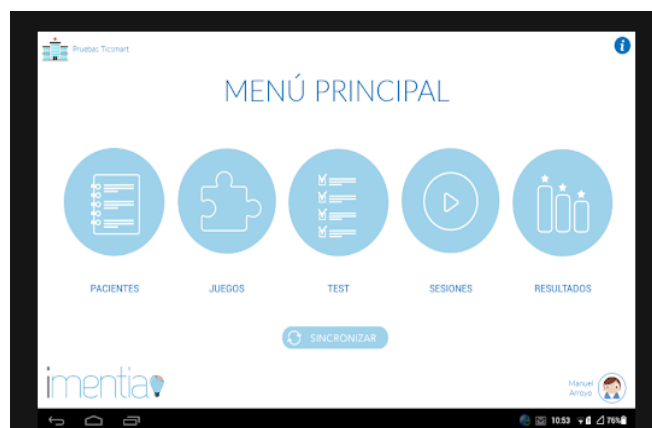 Pruebas Ticsmart
i
MENÚ PRINCIPAL
PACIENTES
JUEGOS
TEST
SESIONES
RESULTADOS
SINCRONIZAR
imentia
Manuel
Arroyo
10:53 76%